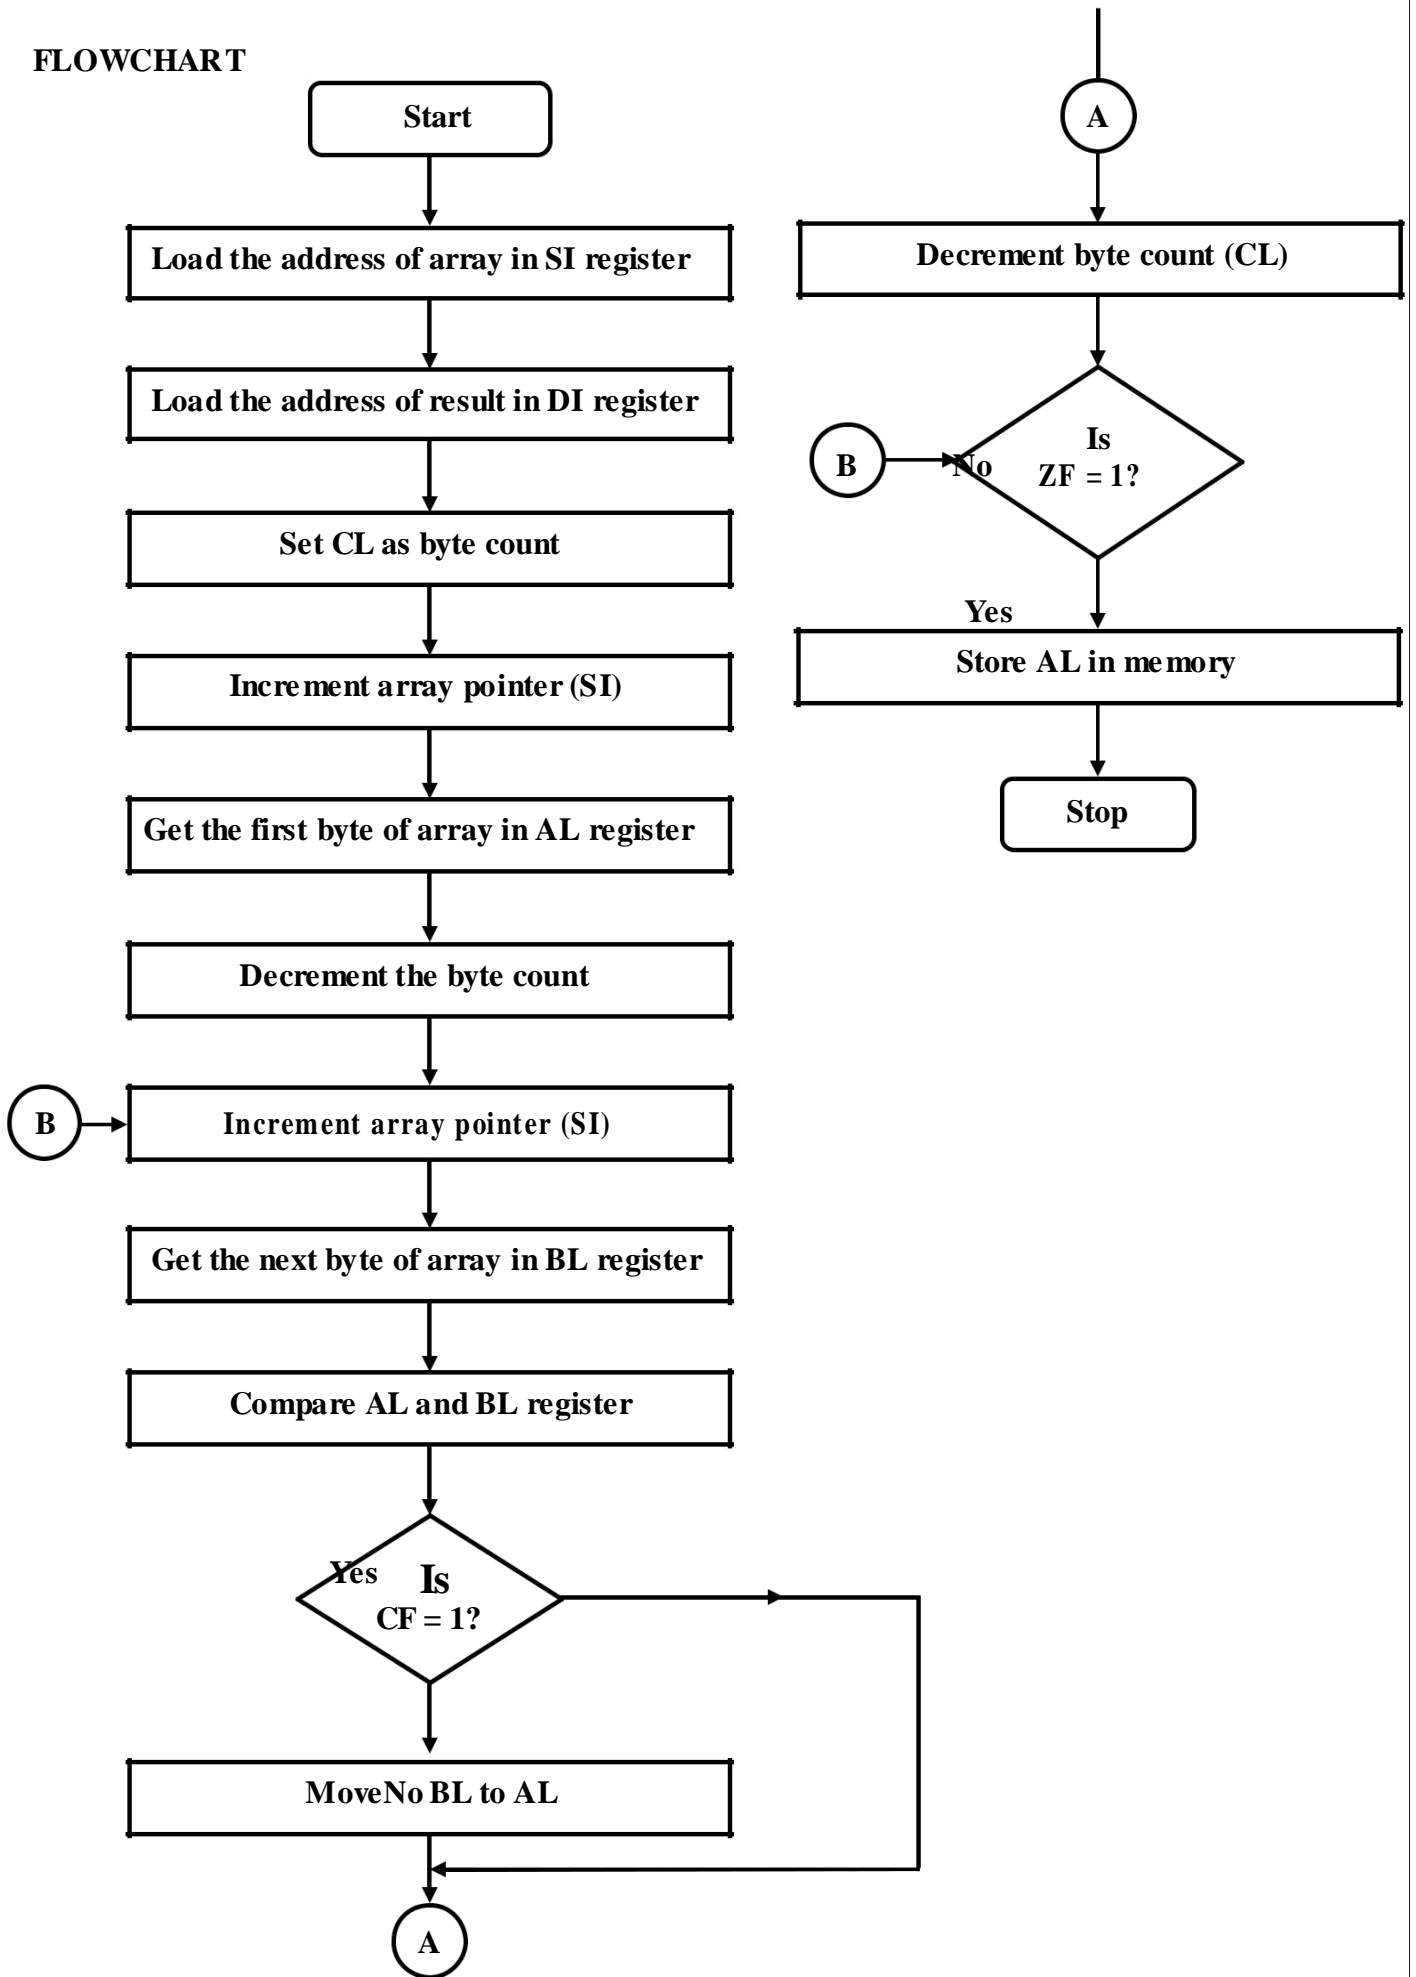 FLOWCHART
Start
Load the address of array in SI register
Load the address of result in DI register
Set CL as byte count
Increment array pointer (SI)
Get the first byte of array in AL register
Decrement the byte count
B
Increment array pointer (SI)
Get the next byte of array in BL register
Compare AL and BL register
Yes
Is
CF = 1?
MoveNo BL to AL
A
A
Decrement byte count (CL)
B
No
Is
ZF = 1?
Yes
Store AL in memory
Stop